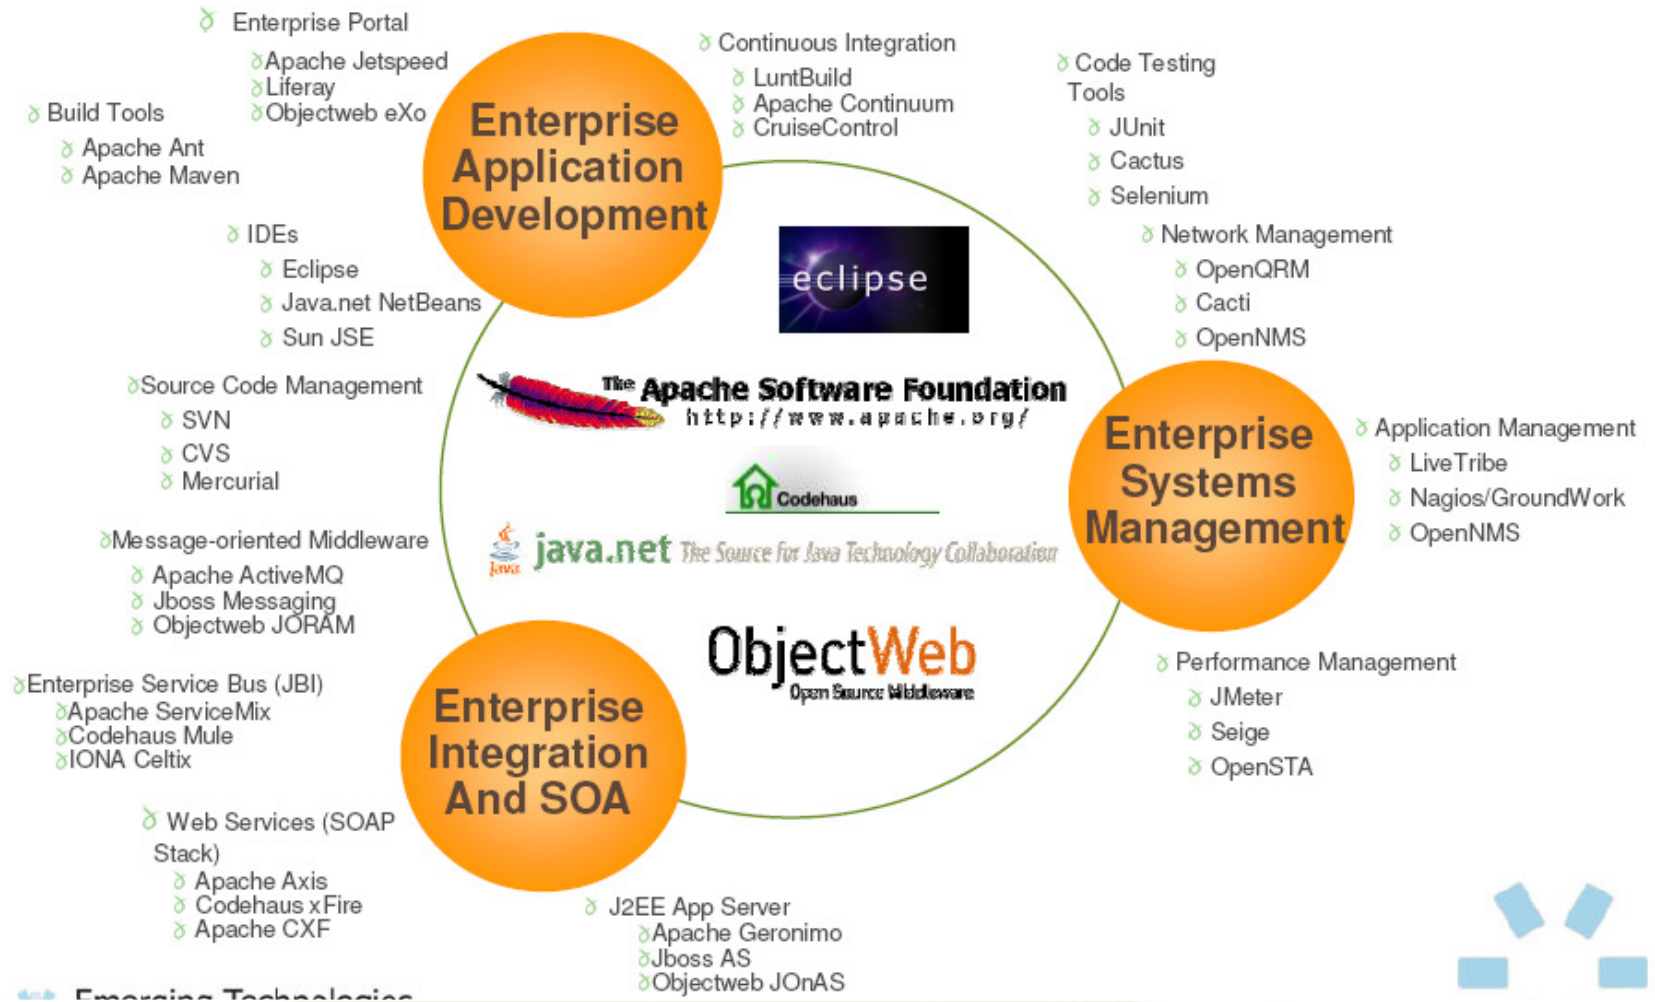 Enterprise Portal
Apache Jetspeed
Liferay
Objectweb eXo
Build Tools
Apache Ant
Apache Maven
IDEs
Eclipse
Java.net NetBeans
Sun JSE
Source Code Management
SVN
CVS
Mercurial
Message-oriented Middleware
Apache ActiveMQ
Jboss Messaging
Objectweb JORAM
Enterprise Service Bus (JBI)
Apache ServiceMix
Codehaus Mule
IONA Celtix
Web Services (SOAP
Stack)
Apache Axis
Codehaus xFire
Apache CXF
Enterprise
Application
Development
Continuous Integration
LuntBuild
Apache Continuum
CruiseControl
eclipse
The Apache Software Foundation
http://www.apache.org/
Codehaus
Java
java.net The Source for Java Technology Collaboration
ObjectWeb
Open Source Middleware
Enterprise
Integration
And SOA
J2EE App Server
Apache Geronimo
Jboss AS
Objectweb JOnAS
Code Testing
Tools
JUnit
Cactus
Selenium
Network Management
OpenQRM
Cacti
OpenNMS
Enterprise
Systems
Management
Application Management
LiveTribe
Nagios/GroundWork
OpenNMS
Performance Management
JMeter
Seige
OpenSTA
Emerging Technologies